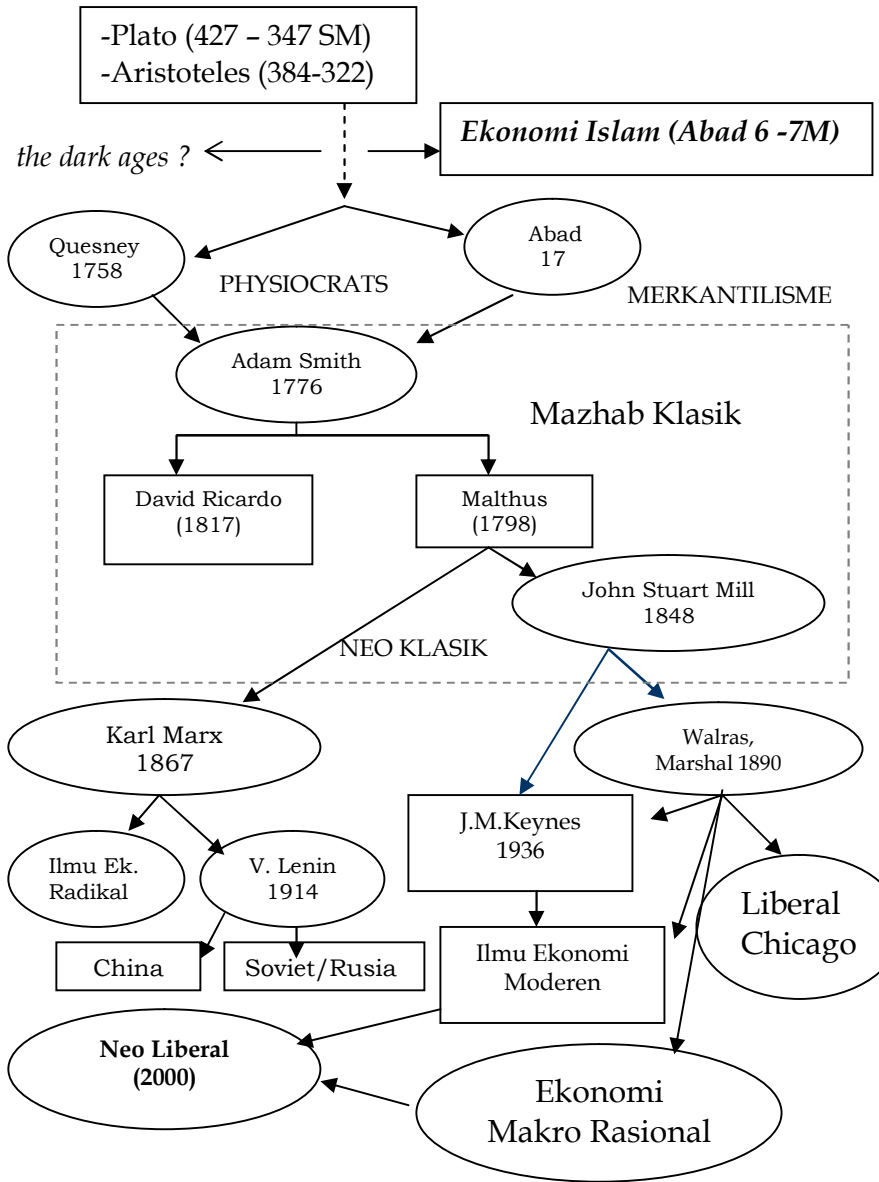 -Plato (427 – 347 SM)
-Aristoteles (384-322)
Ekonomi Islam (Abad 6 -7M)
the dark ages ?
Quesney
1758
Abad
17
PHYSIOCRATS
MERKANTILISME
Adam Smith
1776
Mazhab Klasik
David Ricardo
(1817)
Malthus
(1798)
John Stuart Mill
1848
NEO KLASIK
Karl Marx
1867
Walras,
Marshal 1890
J.M.Keynes
1936
Ilmu Ek.
Radikal
V. Lenin
1914
Liberal
Chicago
China
Soviet/Rusia
Ilmu Ekonomi
Moderen
Neo Liberal
(2000)
Ekonomi
Makro Rasional